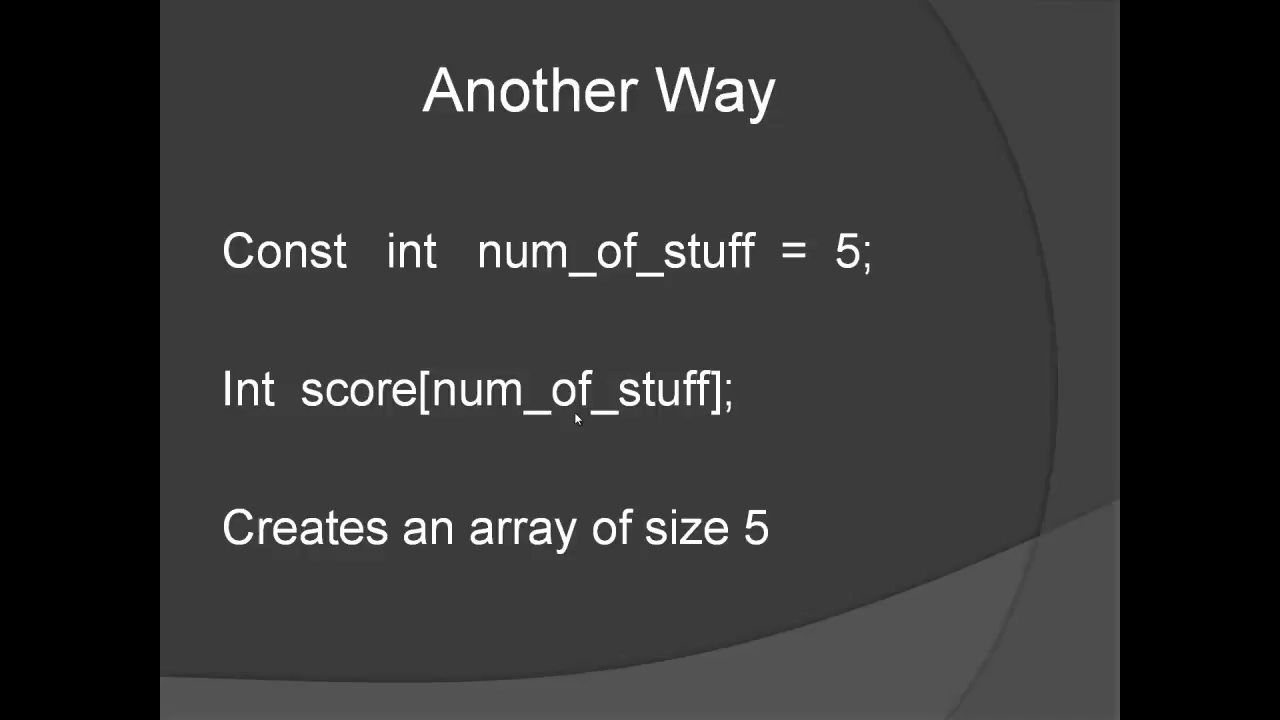 Another Way
Const int num_of_stuff = 5;
Int score[num_of_stuff];
Creates an array of size 5